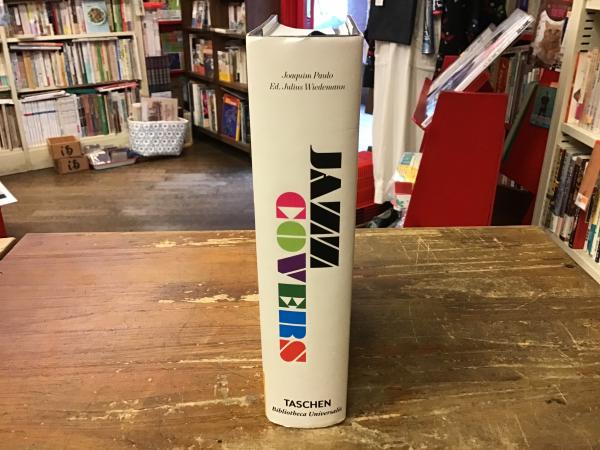 Joaquim Paulo
Ed. Julius Wiedemann
JAZZ
COVERS
TASCHEN
Bibliotheca Universalis